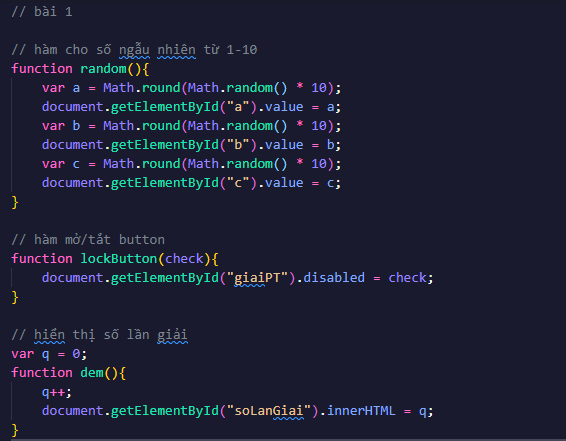 // bài 1
// hàm cho số ngẫu nhiên từ 1-10
function random(){
var a = Math.round(Math.random() * 10);
document.getElementById("a").value = a;
var b = Math.round(Math.random() * 10);
document.getElementById("b").value = b;
var c = Math.round(Math.random() * 10);
document.getElementById("c").value = c;
}
// hàm mở/tắt button
function lockButton(check){
document.getElementById("giaiPT").disabled = check;
}
// hiển thị số lần giải
var q = 0;
function dem(){
q++;
document.getElementById("soLanGiai").innerHTML = q;
}